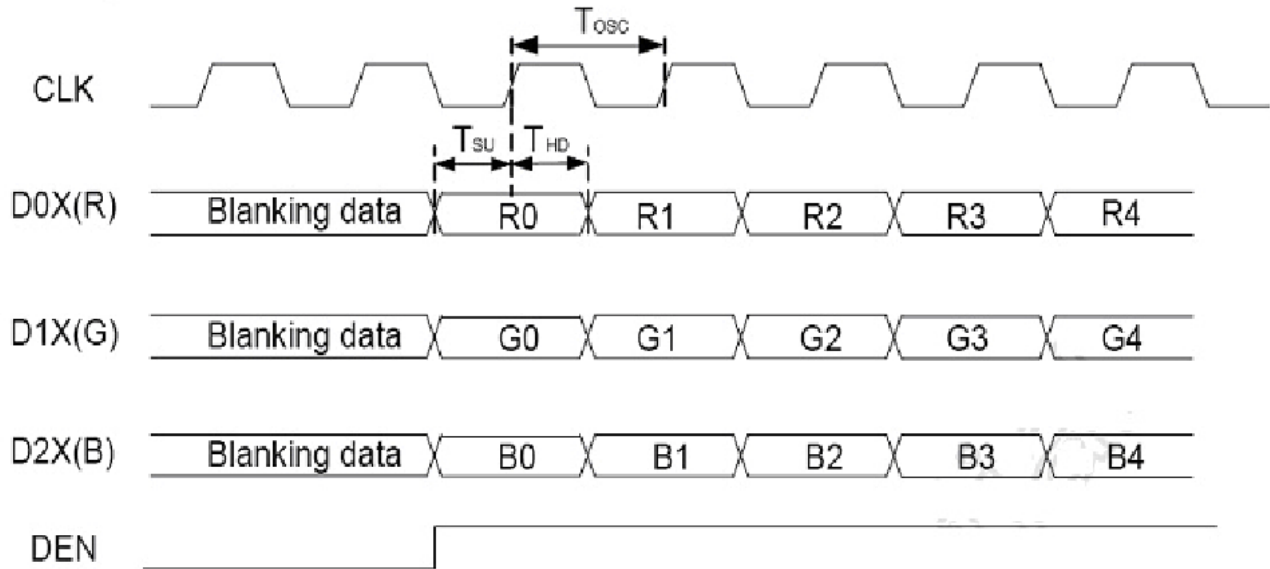 Tosc
CLK
TSU THD
D0X(R) Blanking data R0 R1 R2 R3 R4
D1X(G) Blanking data G0 G1 G2 G3 G4
D2X(B) Blanking data B0 B1 B2 B3 B4
DEN